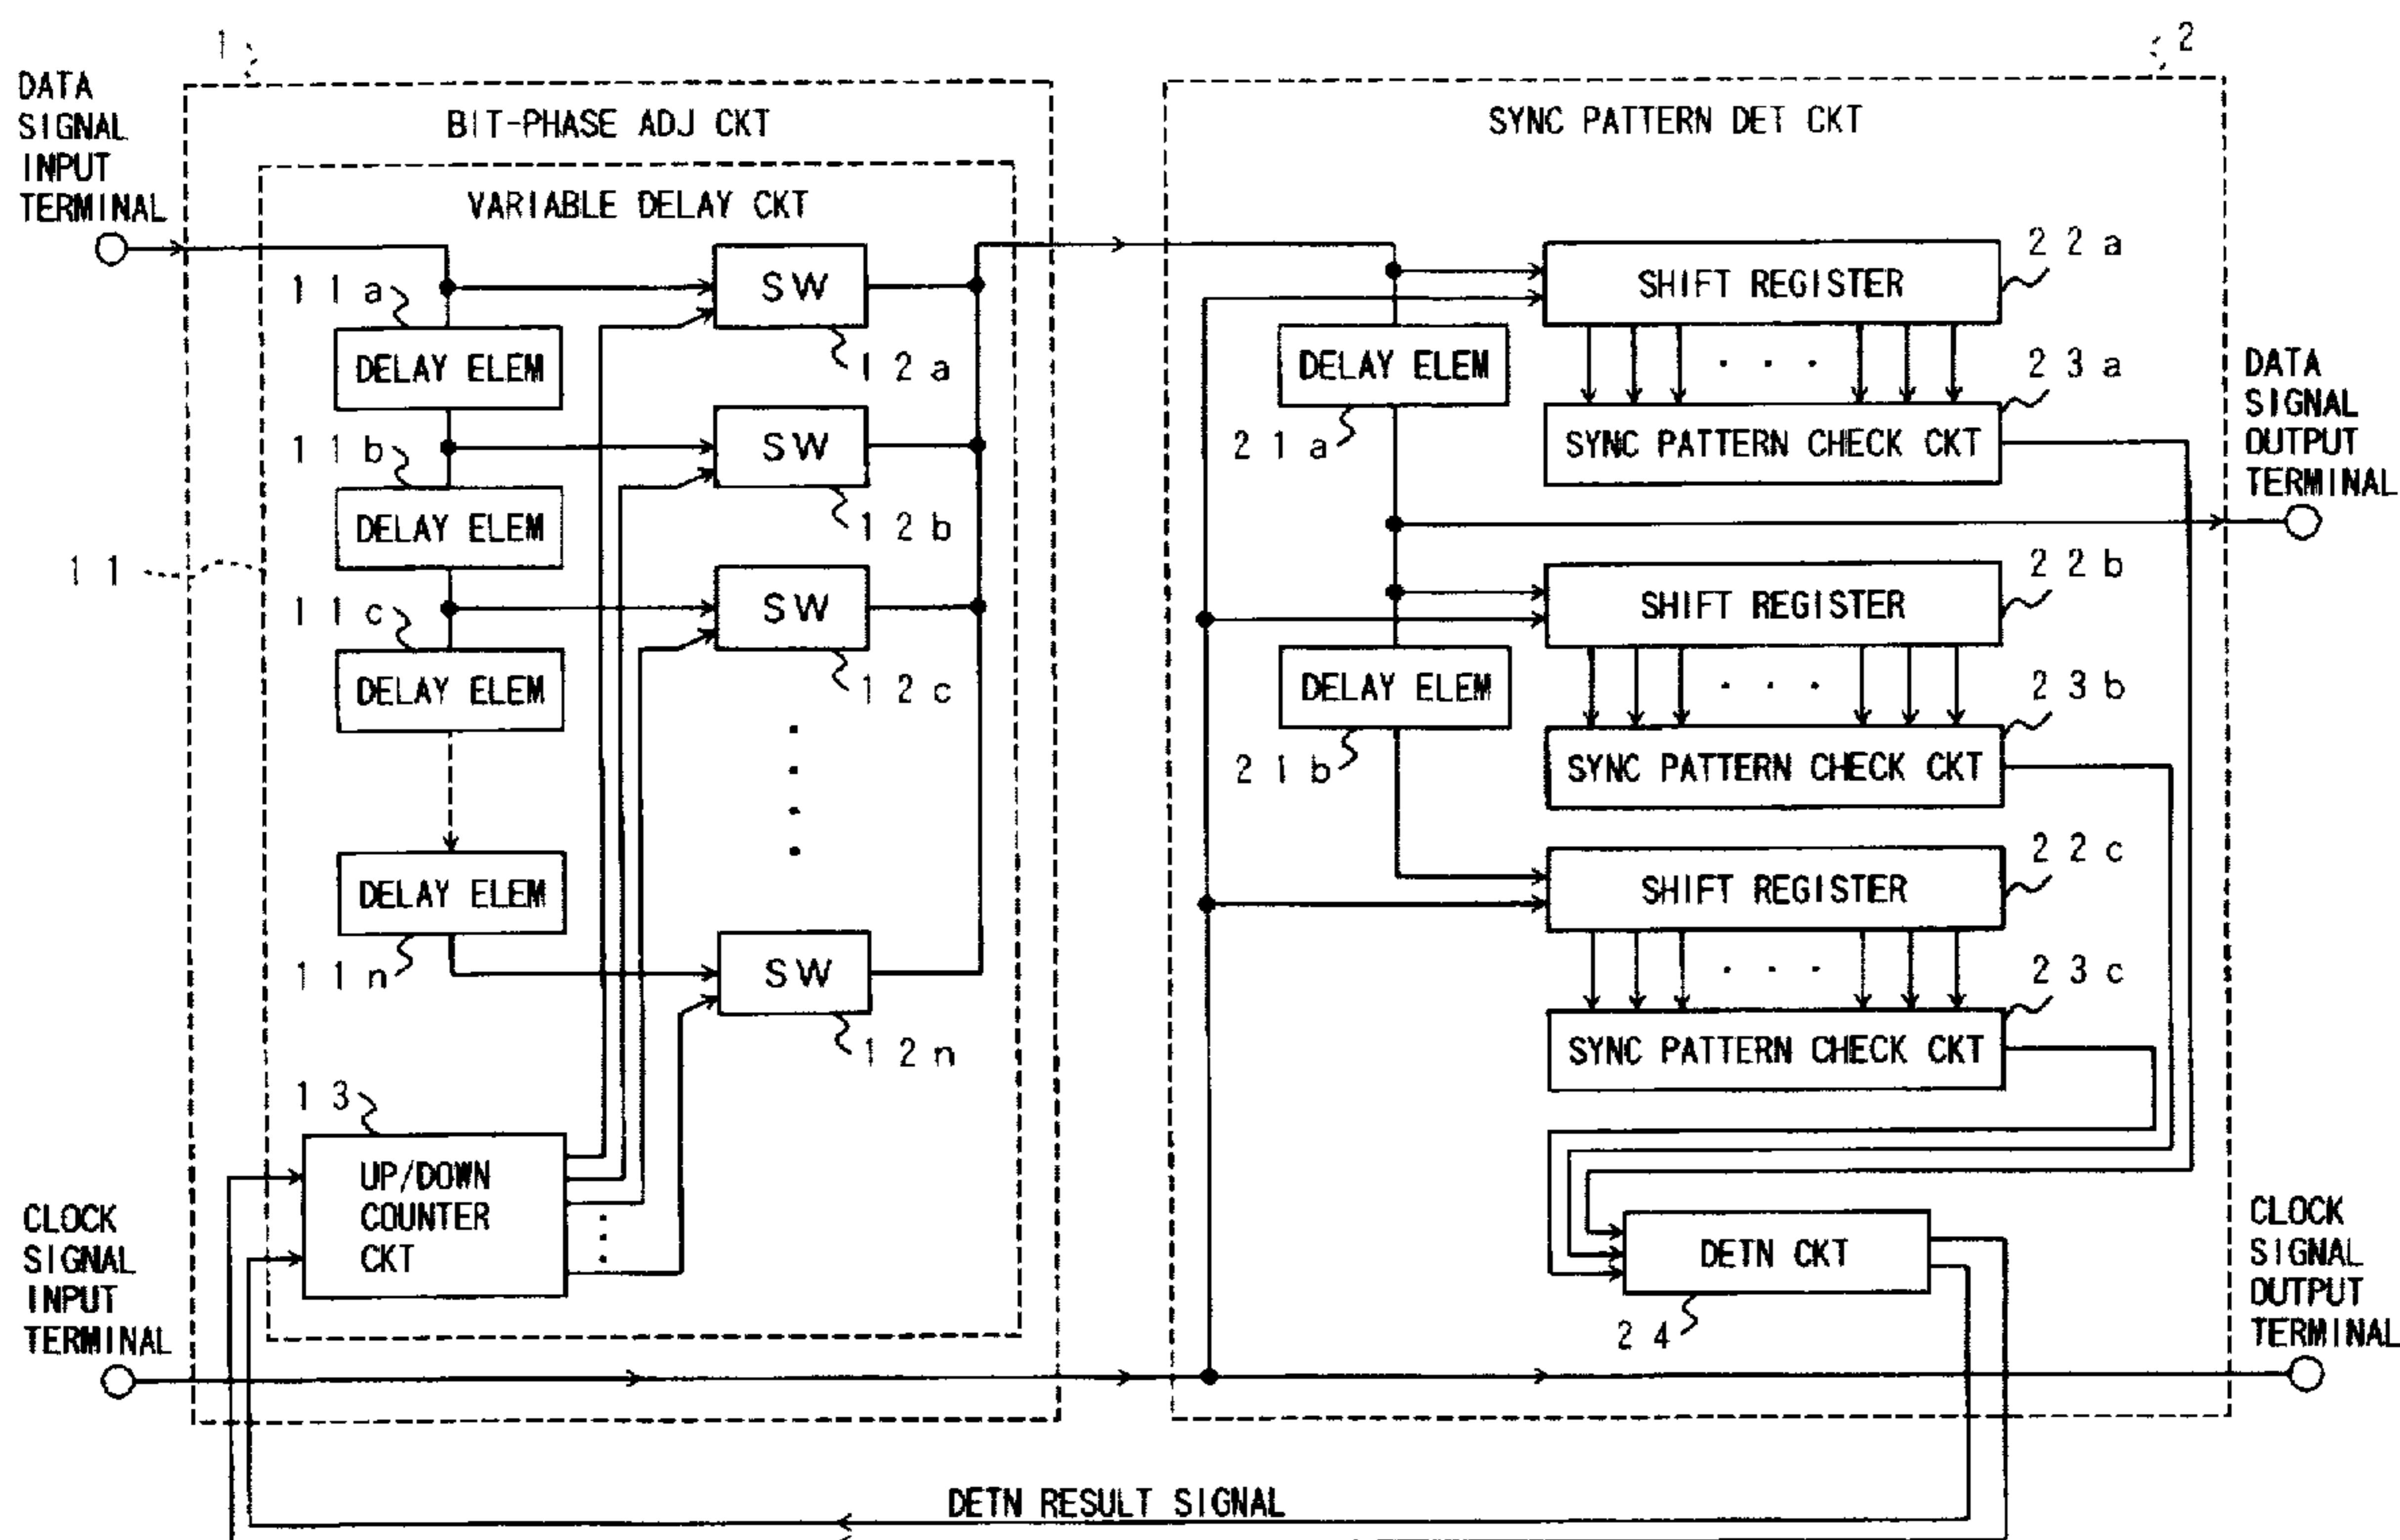 1
2
DATA
SIGNAL
INPUT
TERMINAL
BIT-PHASE ADJ CKT
VARIABLE DELAY CKT
SYNC PATTERN DET CKT
11a
DELAY ELEM
SW
12a
11b
DELAY ELEM
SW
12b
11
11c
DELAY ELEM
SW
12c
DELAY ELEM
11n
SW
12n
13
UP/DOWN
COUNTER
CKT
CLOCK
SIGNAL
INPUT
TERMINAL
SHIFT REGISTER
22a
DELAY ELEM
21a
SYNC PATTERN CHECK CKT
23a
DATA
SIGNAL
OUTPUT
TERMINAL
SHIFT REGISTER
22b
DELAY ELEM
21b
SYNC PATTERN CHECK CKT
23b
SHIFT REGISTER
22c
SYNC PATTERN CHECK CKT
23c
DETN CKT
24
CLOCK
SIGNAL
OUTPUT
TERMINAL
DETN RESULT SIGNAL